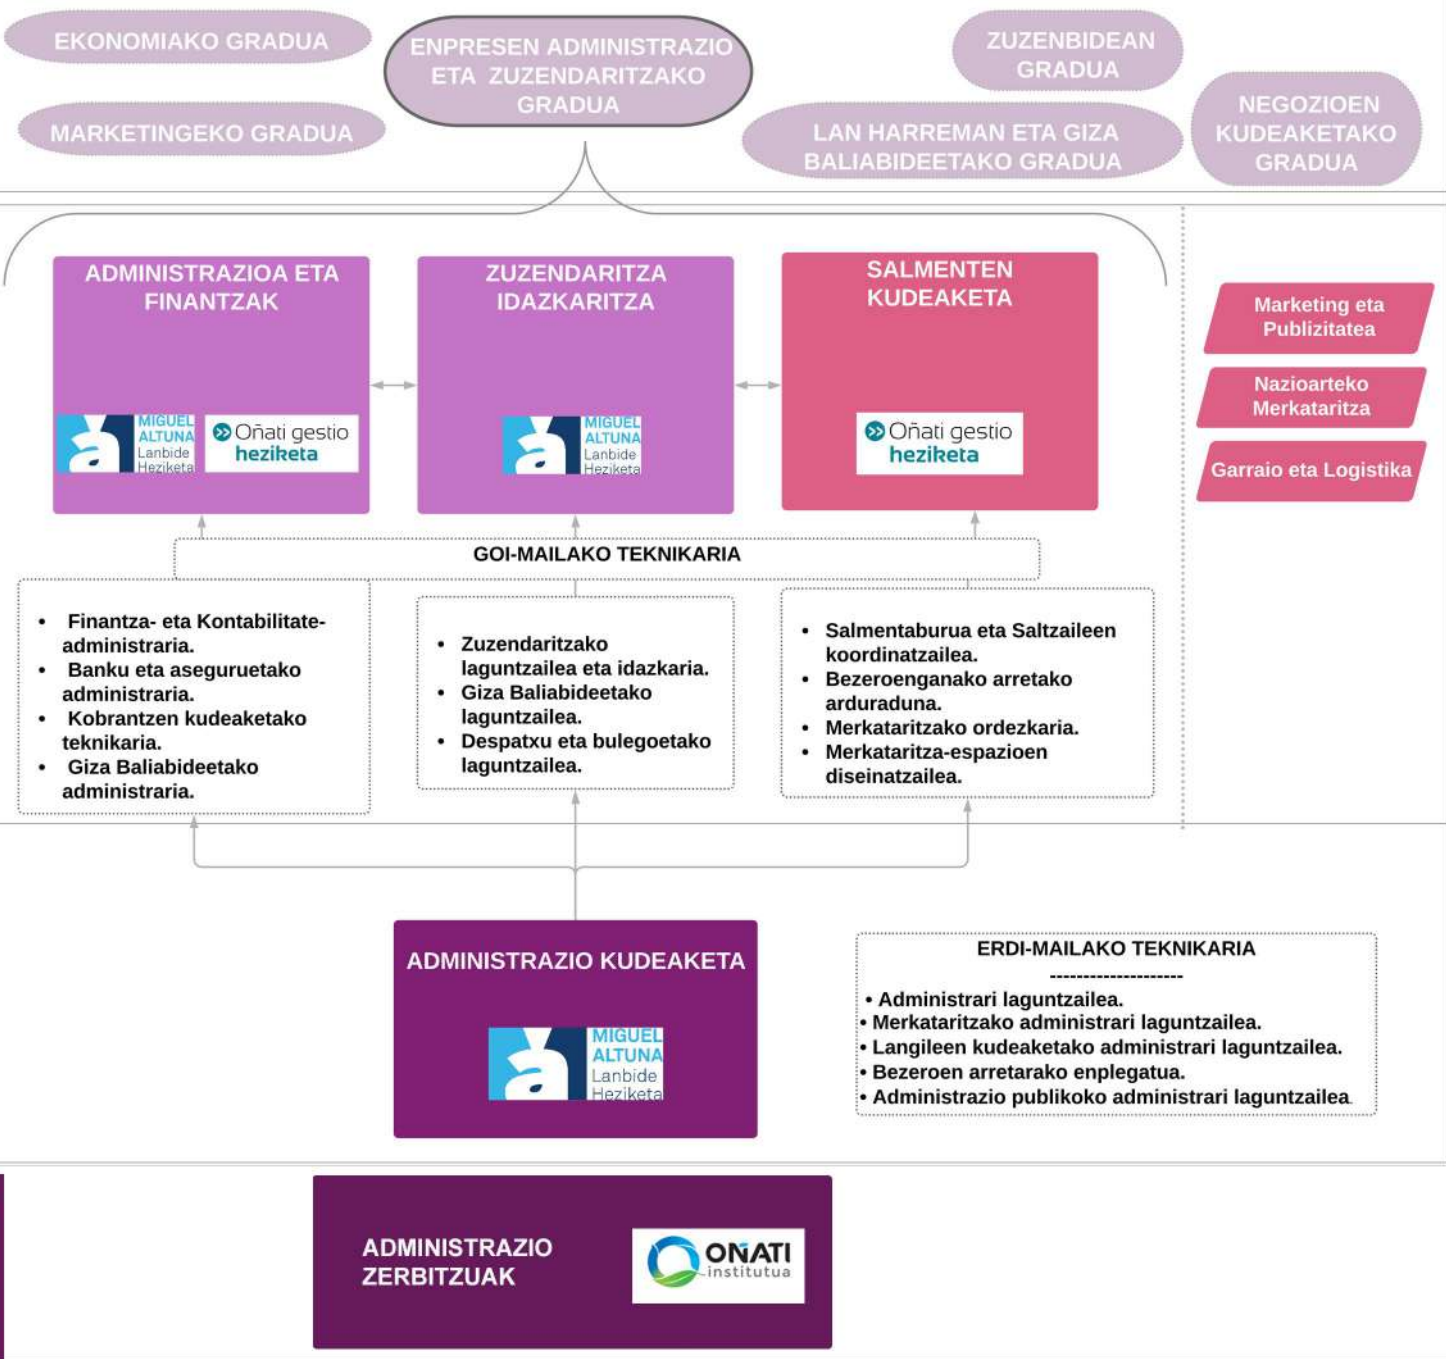 EKONOMIAKO GRADUA
MARKETINGEKO GRADUA
ENPRESEN ADMINISTRAZIO
ETA ZUZENDARITZAKO
GRADUA
ZUZENBIDEAN
GRADUA
LAN HARREMAN ETA GIZA
BALIABIDEETAKO GRADUA
NEGOZIOEN
KUDEAKETAKO
GRADUA
ADMINISTRAZIOA ETA
FINANTZAK
MIGUEL
ALTUNA
Lanbide
Heziketa
Oñati gestio
heziketa
ZUZENDARITZA
IDAZKARITZA
MIGUEL
ALTUNA
Lanbide
Heziketa
SALMENTEN
KUDEAKETA
Oñati gestio
heziketa
Marketing eta
Publizitatea
Nazioarteko
Merkataritza
Garraio eta Logistika
GOI-MAILAKO TEKNIKARIA
• Finantza- eta Kontabilitate-
administraria.
• Banku eta aseguruetako
administraria.
• Kobrantzen kudeaketako
teknikaria.
• Giza Baliabideetako
administraria.
• Zuzendaritzako
laguntzailea eta idazkaria.
• Giza Baliabideetako
laguntzailea.
• Despatxu eta bulegoetako
laguntzailea.
• Salmentaburua eta Saltzaileen
koordinatzailea.
• Bezeroenganako arretako
arduraduna.
• Merkataritzako ordezkaria.
• Merkataritza-espazioen
diseinatzailea.
ADMINISTRAZIO KUDEAKETA
MIGUEL
ALTUNA
Lanbide
Heziketa
ERDI-MAILAKO TEKNIKARIA
--------------------
• Administrari laguntzailea.
• Merkataritzako administrari laguntzailea.
• Langileen kudeaketako administrari laguntzailea.
• Bezeroen arretarako enplegatua.
• Administrazio publikoko administrari laguntzailea.
ADMINISTRAZIO
ZERBITZUAK
OÑATI
institutua